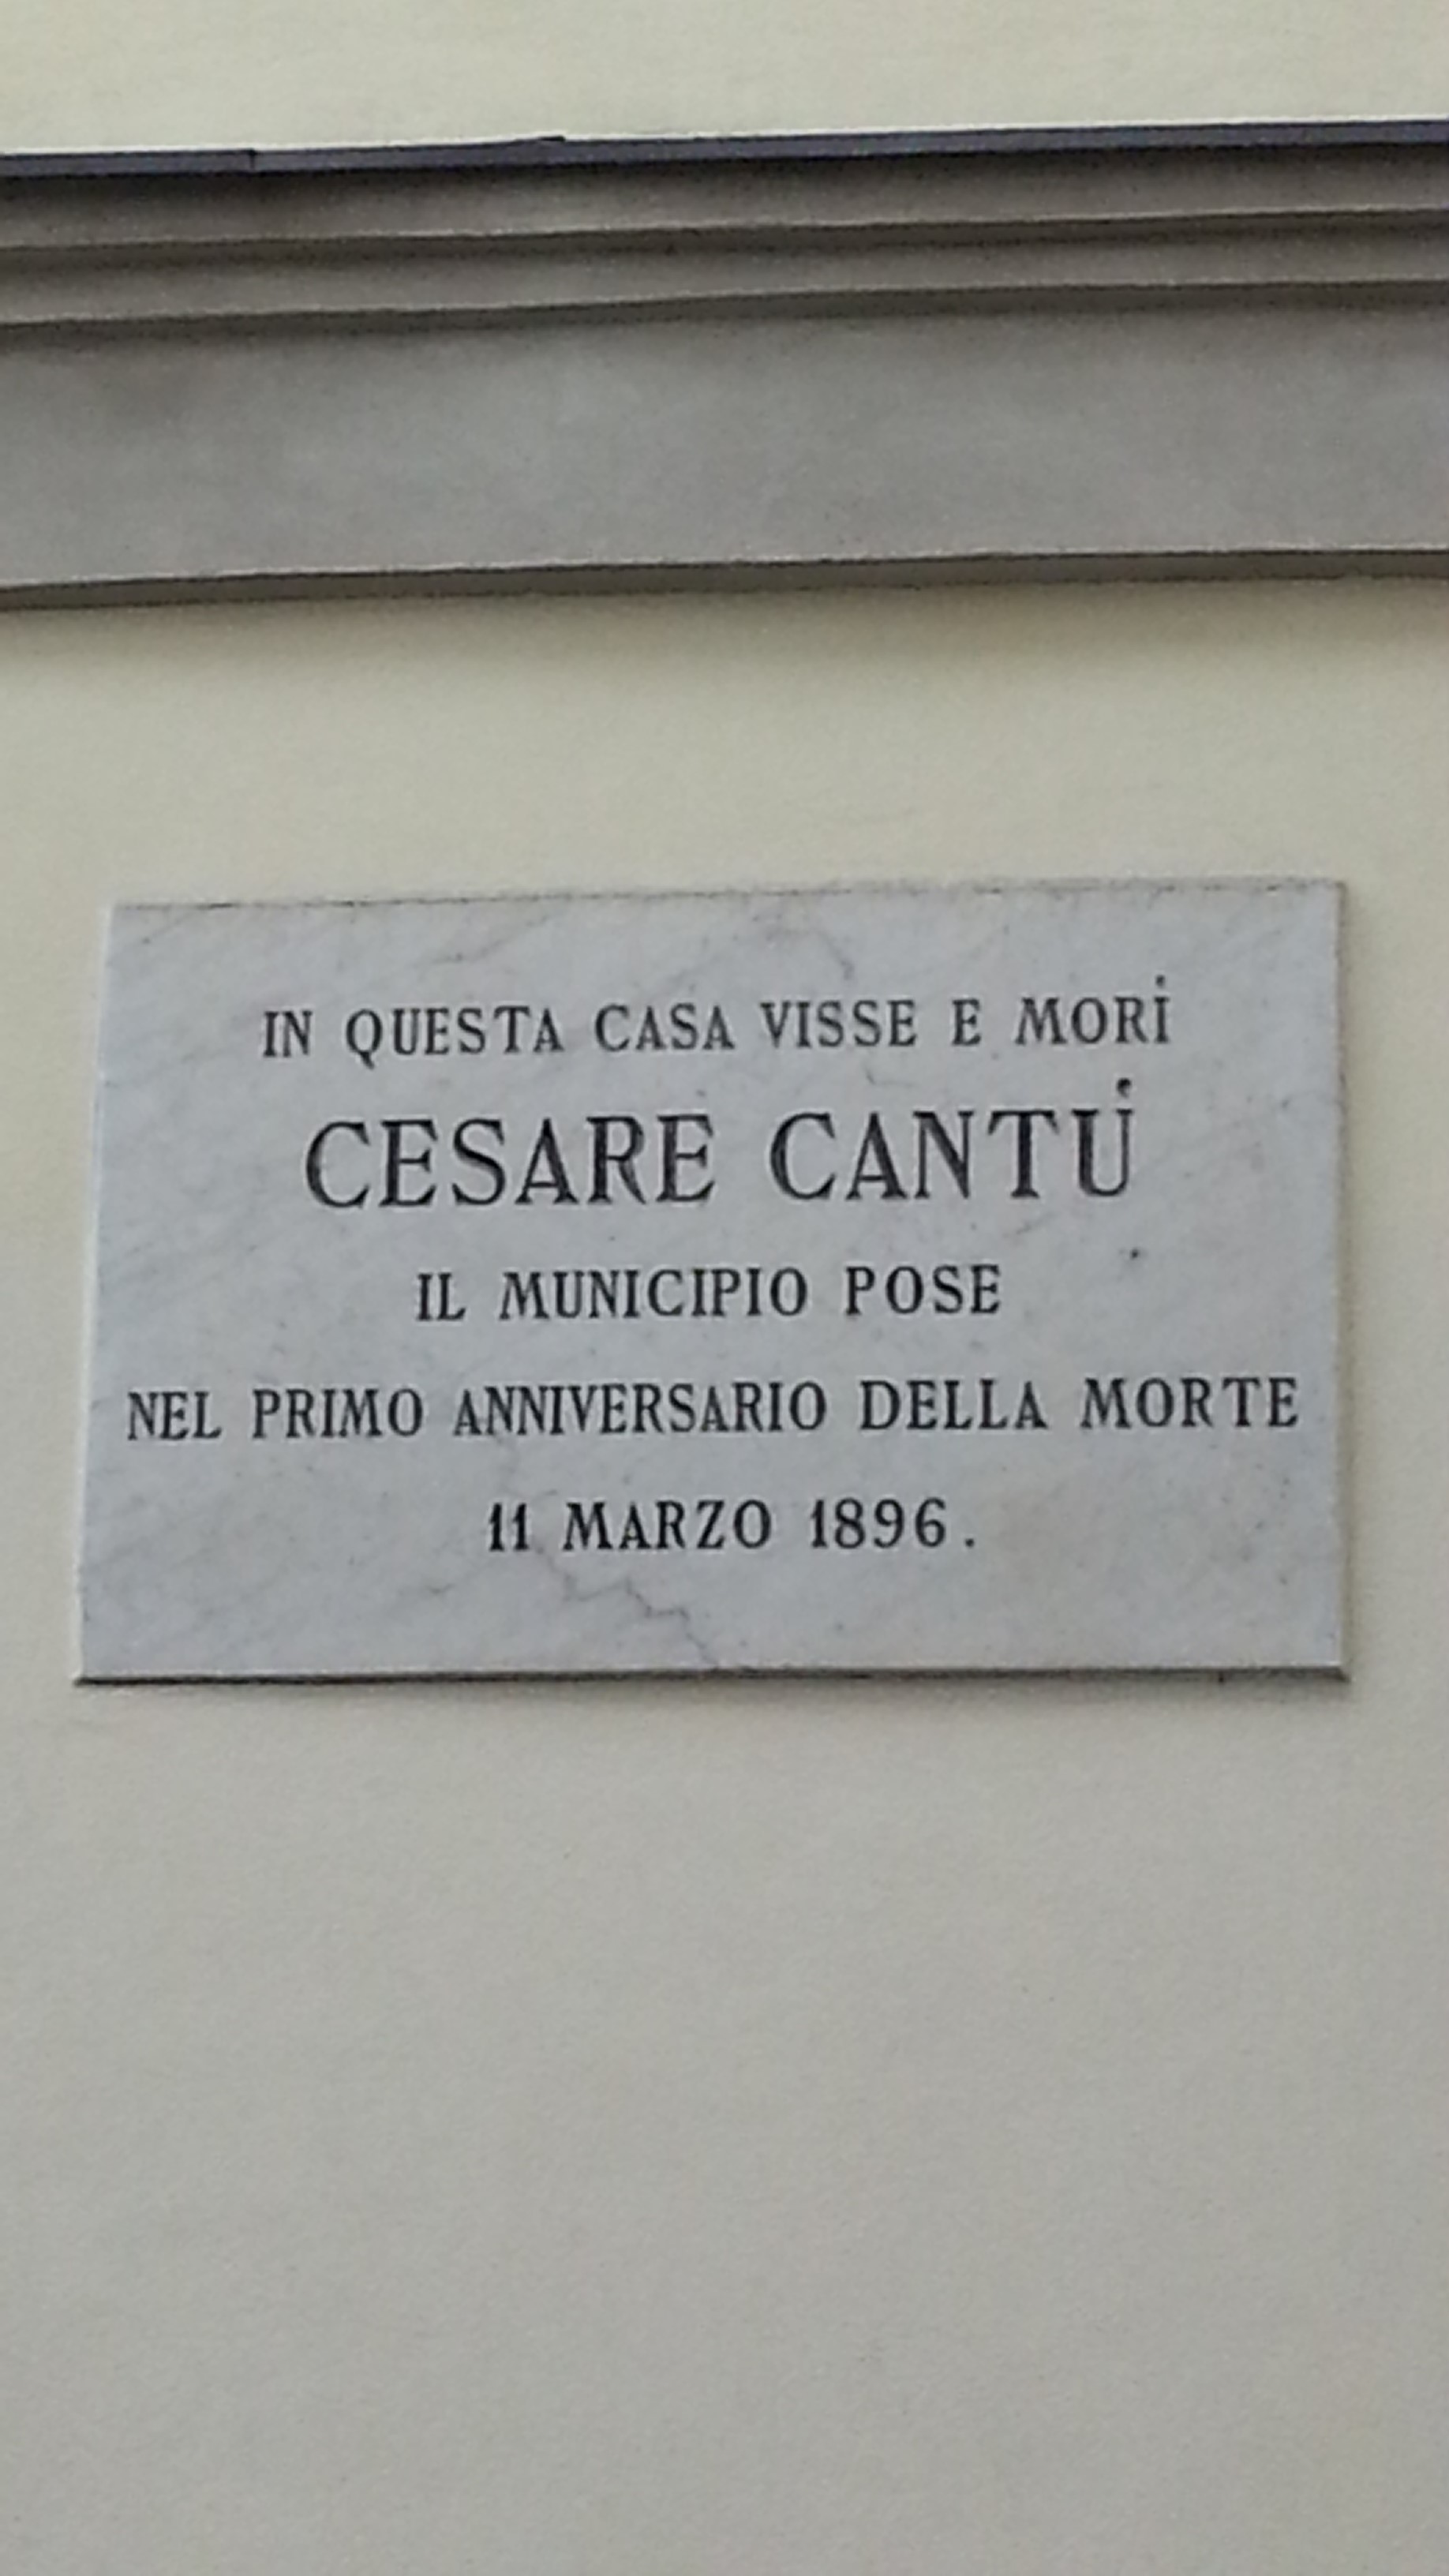 IN QUESTA CASA VISSE E MORÌ
CESARE CANTÙ
IL MUNICIPIO POSE
NEL PRIMO ANNIVERSARIO DELLA MORTE
11 MARZO 1896.